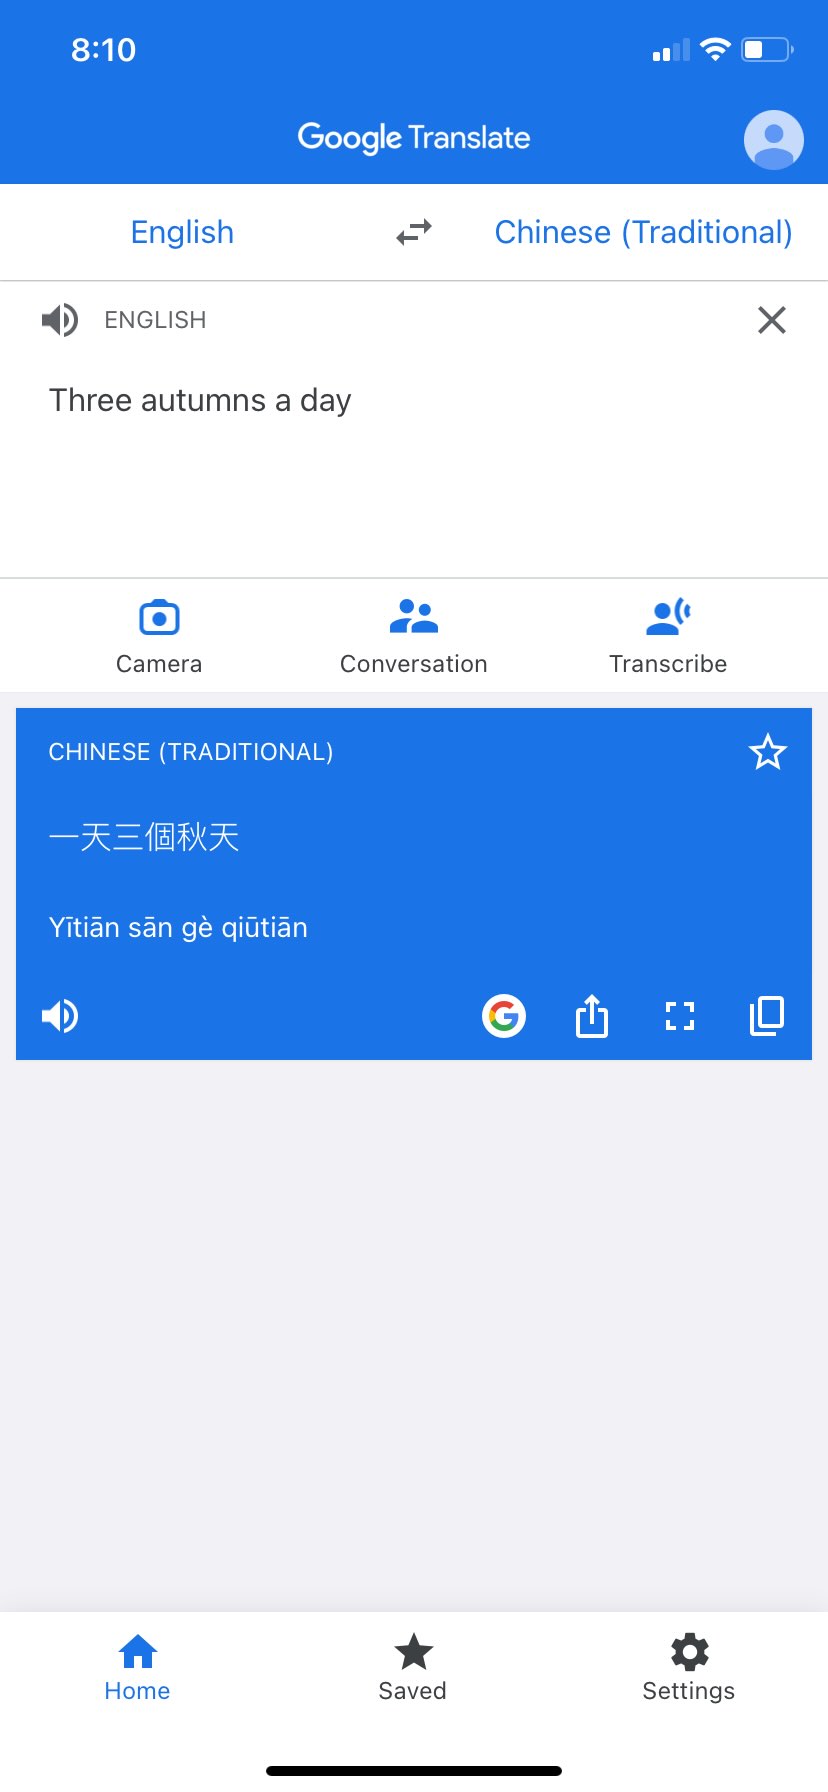 8:10
Google Translate
English
Chinese (Traditional)
ENGLISH
Three autumns a day
Camera
Conversation
Transcribe
CHINESE (TRADITIONAL)
一天三個秋天
Yītiān sān gè qiūtiān
G
Home
Saved
Settings